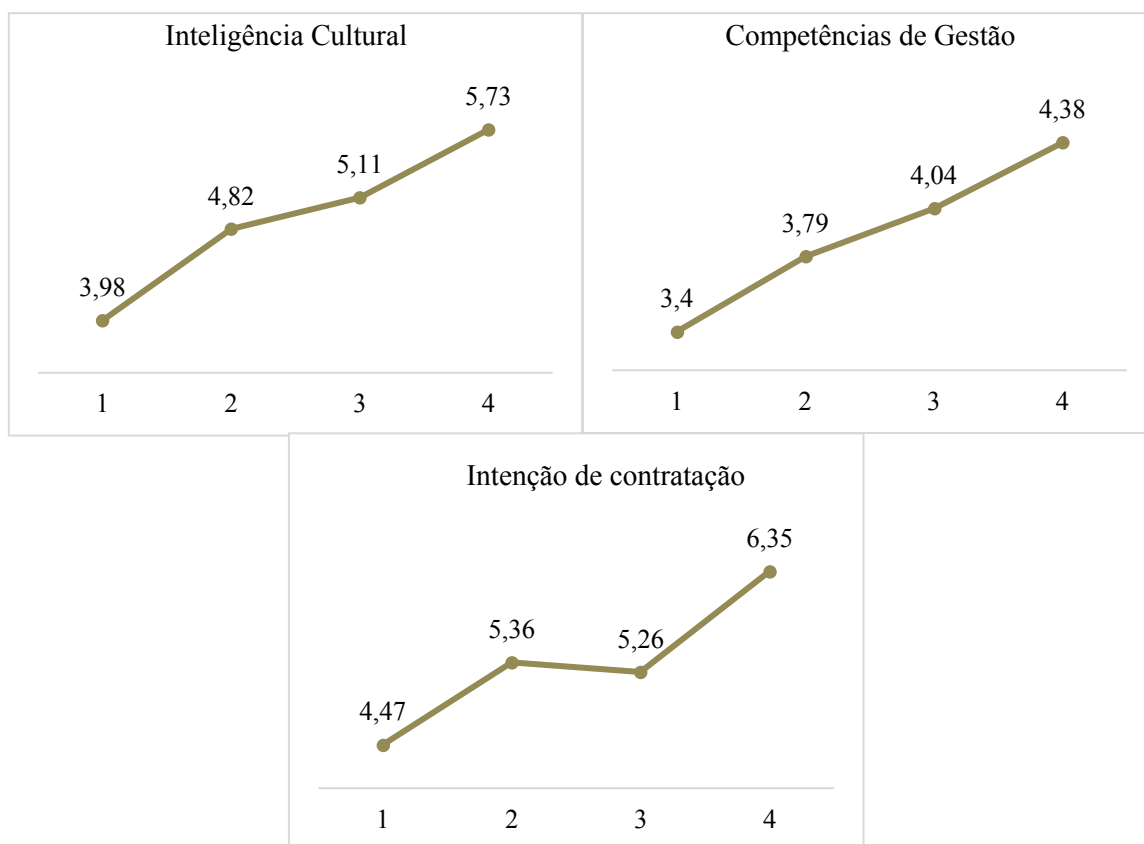 Inteligência Cultural
5,73
5,11
4,82
3,98
1 2 3 4
Competências de Gestão
4,38
4,04
3,79
3,4
1 2 3 4
Intenção de contratação
6,35
5,36
5,26
4,47
1 2 3 4